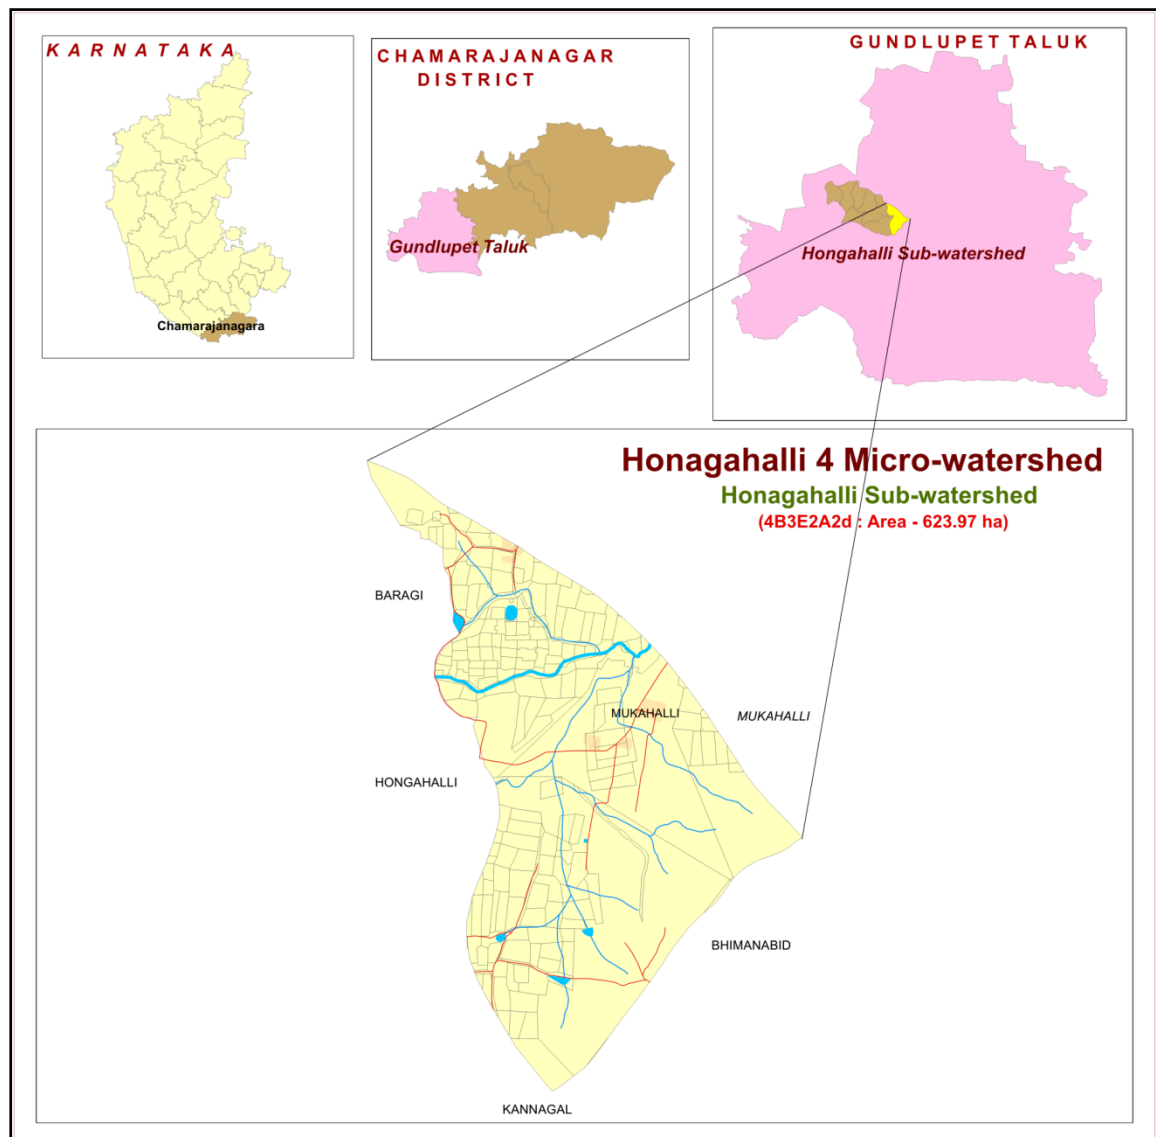 KARNATAKA
Chamarajanagara
CHAMARAJANAGAR
DISTRICT
Gundlupet Taluk
GUNDLUPET TALUK
Hongahalli Sub-watershed
Honagahalli 4 Micro-watershed
Honagahalli Sub-watershed
(4B3E2A2d : Area - 623.97 ha)
BARAGI
MUKAHALLI
MUKAHALLI
HONGAHALLI
BHIMANABID
KANNAGAL